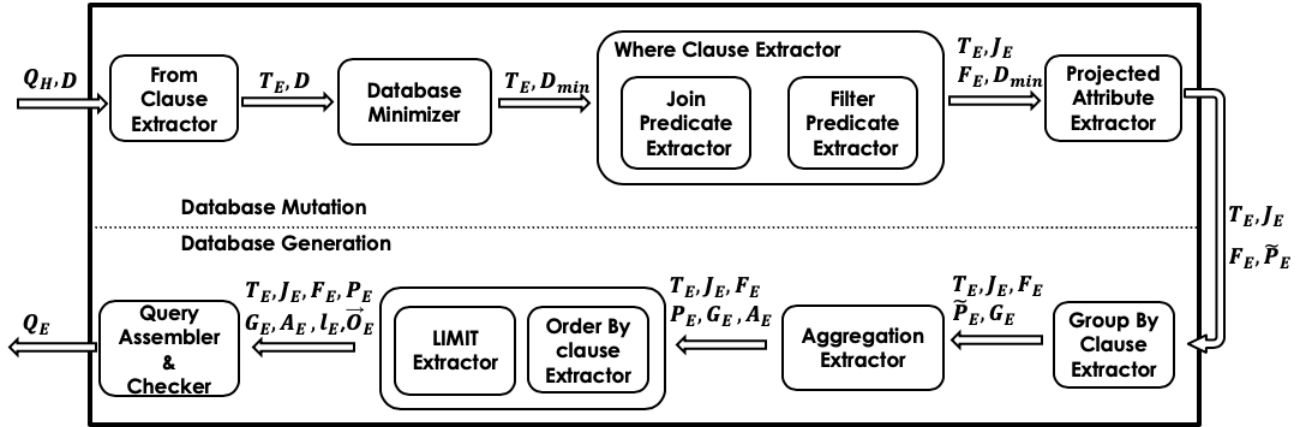 Q_H, D
From
Clause
Extractor
T_E, D
Database
Minimizer
T_E, D_min
Where Clause Extractor
Join
Predicate
Extractor
Filter
Predicate
Extractor
T_E, J_E
F_E, D_min
Projected
Attribute
Extractor
Database Mutation
Database Generation
T_E, J_E
F_E, P̃_E
Group By
Clause
Extractor
T_E, J_E, F_E
P̃_E, G_E
Aggregation
Extractor
T_E, J_E, F_E
P_E, G_E, A_E
Order By
clause
Extractor
LIMIT
Extractor
T_E, J_E, F_E, P_E
G_E, A_E, l_E, O⃗_E
Query
Assembler
&
Checker
Q_E